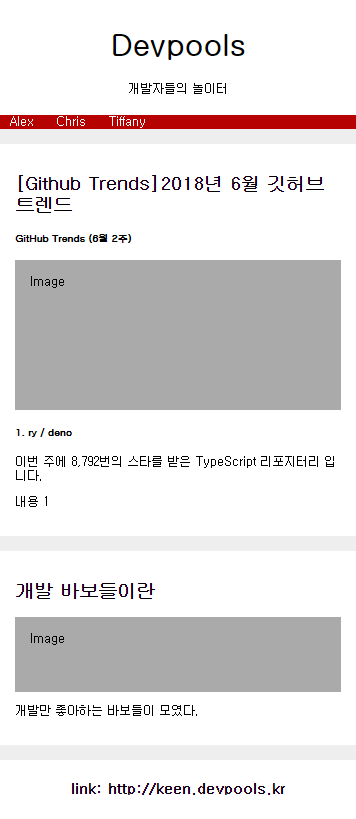 Devpools
개발자들의 놀이터
Alex Chris Tiffany
[Github Trends]2018년 6월 깃허브
트렌드
GitHub Trends (6월 2주)
Image
1. ry / deno
이번 주에 8,792번의 스타를 받은 TypeScript 리포지터리 입
니다.
내용 1
개발 바보들이란
Image
개발만 좋아하는 바보들이 모였다.
link: http://keen.devpools.kr